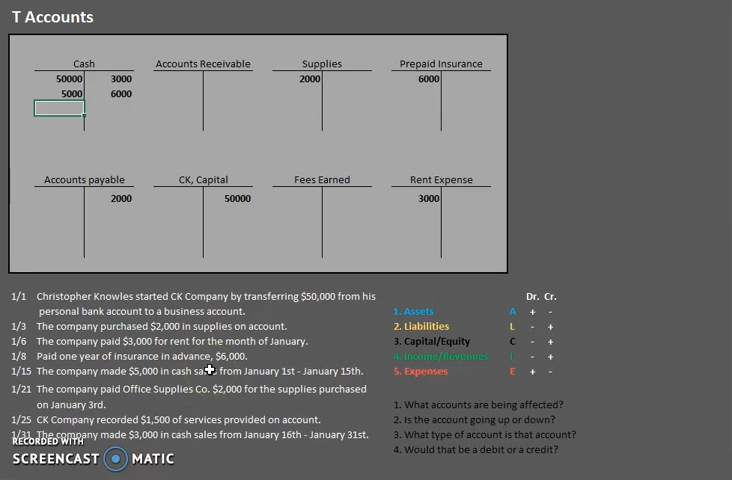 T Accounts
Cash Accounts Receivable Supplies Prepaid Insurance
50000 3000 2000 6000
5000 6000
Accounts payable CK, Capital Fees Earned Rent Expense
2000 50000 3000
1/1 Christopher Knowles started CK Company by transferring $50,000 from his
personal bank account to a business account.
1/3 The company purchased $2,000 in supplies on account.
1/6 The company paid $3,000 for rent for the month of January.
1/8 Paid one year of insurance in advance, $6,000.
1/15 The company made $5,000 in cash sales from January 1st - January 15th.
1/21 The company paid Office Supplies Co. $2,000 for the supplies purchased
on January 3rd.
1/25 CK Company recorded $1,500 of services provided on account.
1/31 The company made $3,000 in cash sales from January 16th - January 31st.
Dr. Cr.
1. Assets A + -
2. Liabilities L - +
3. Capital/Equity C - +
4. Income/Revenues I - +
5. Expenses E + -
1. What accounts are being affected?
2. Is the account going up or down?
3. What type of account is that account?
4. Would that be a debit or a credit?
RECORDED WITH
SCREENCAST MATIC